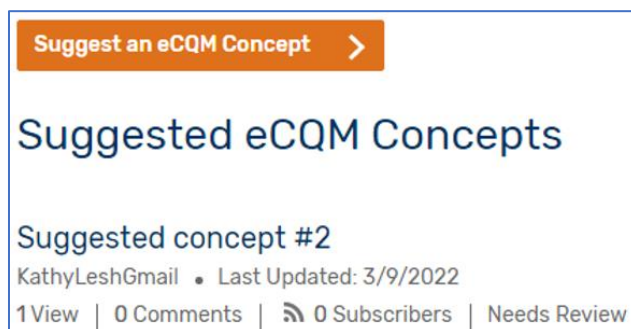 Suggest an eCQM Concept
Suggested eCQM Concepts
Suggested concept #2
KathyLeshGmail • Last Updated: 3/9/2022
1 View | 0 Comments | 0 Subscribers | Needs Review